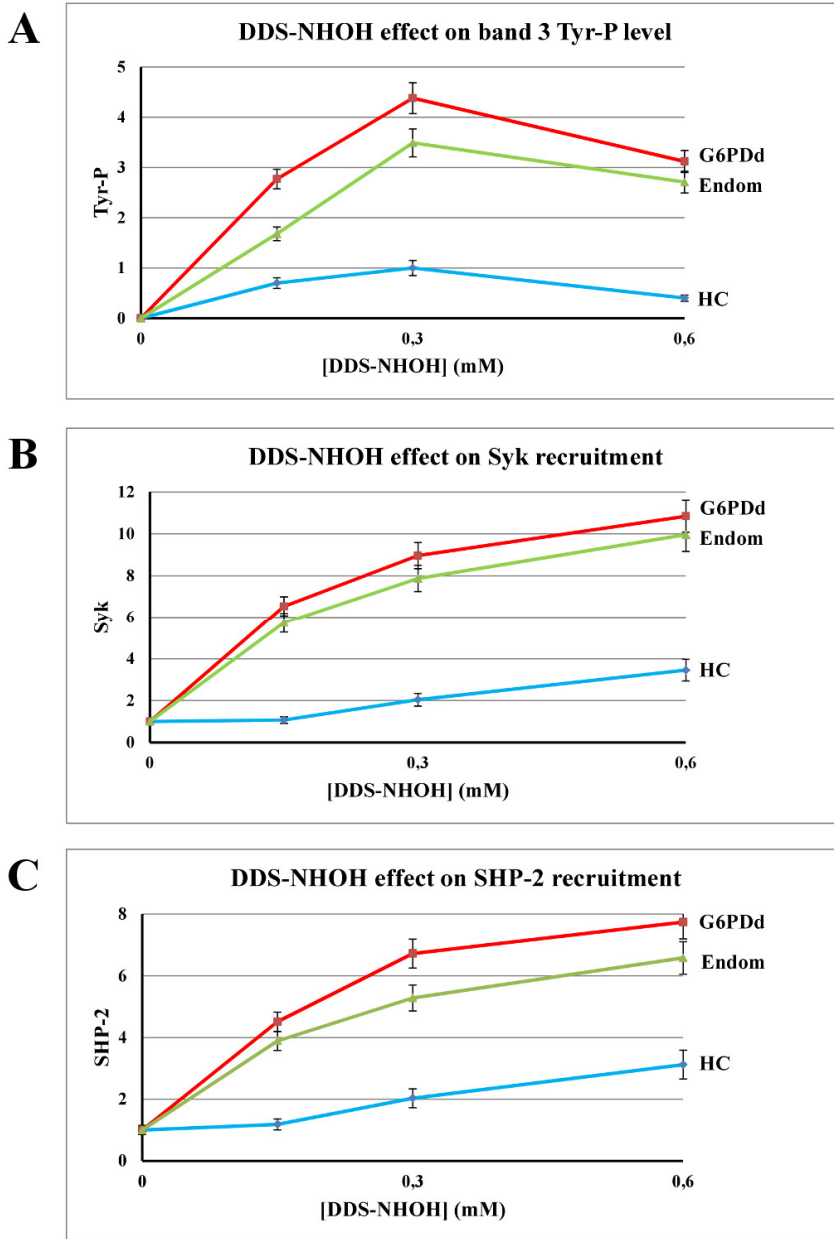 A
DDS-NHOH effect on band 3 Tyr-P level
5
4
3
2
1
0
Tyr-P
G6PDd
Endom
HC
0
0,3
0,6
[DDS-NHOH] (mM)
B
DDS-NHOH effect on Syk recruitment
12
10
8
6
4
2
0
Syk
G6PDd
Endom
HC
0
0,3
0,6
[DDS-NHOH] (mM)
C
DDS-NHOH effect on SHP-2 recruitment
8
6
4
2
0
SHP-2
G6PDd
Endom
HC
0
0,3
0,6
[DDS-NHOH] (mM)